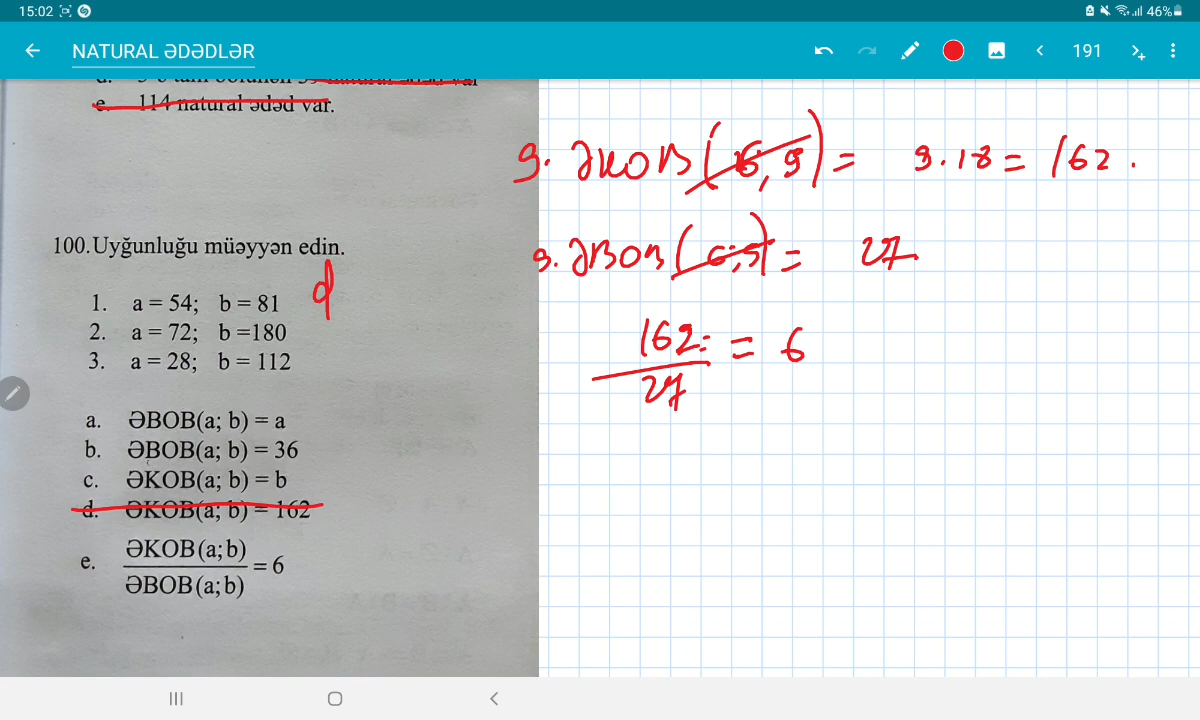 15:02
46%
NATURAL ƏDƏDLƏR
191
e. 114 natural ədəd var.
100. Uyğunluğu müəyyən edin.
d
1. a = 54; b = 81
2. a = 72; b =180
3. a = 28; b = 112
a. ƏBOB(a; b) = a
b. ƏBOB(a; b) = 36
c. ƏKOB(a; b) = b
d. ƏKOB(a; b) = 162
e. ƏKOB(a;b)
ƏBOB(a;b)
= 6
9. ƏKOB(6, 9) = 9.18 = 162.
9. ƏBOB(6;9) = 27
162:
27
= 6